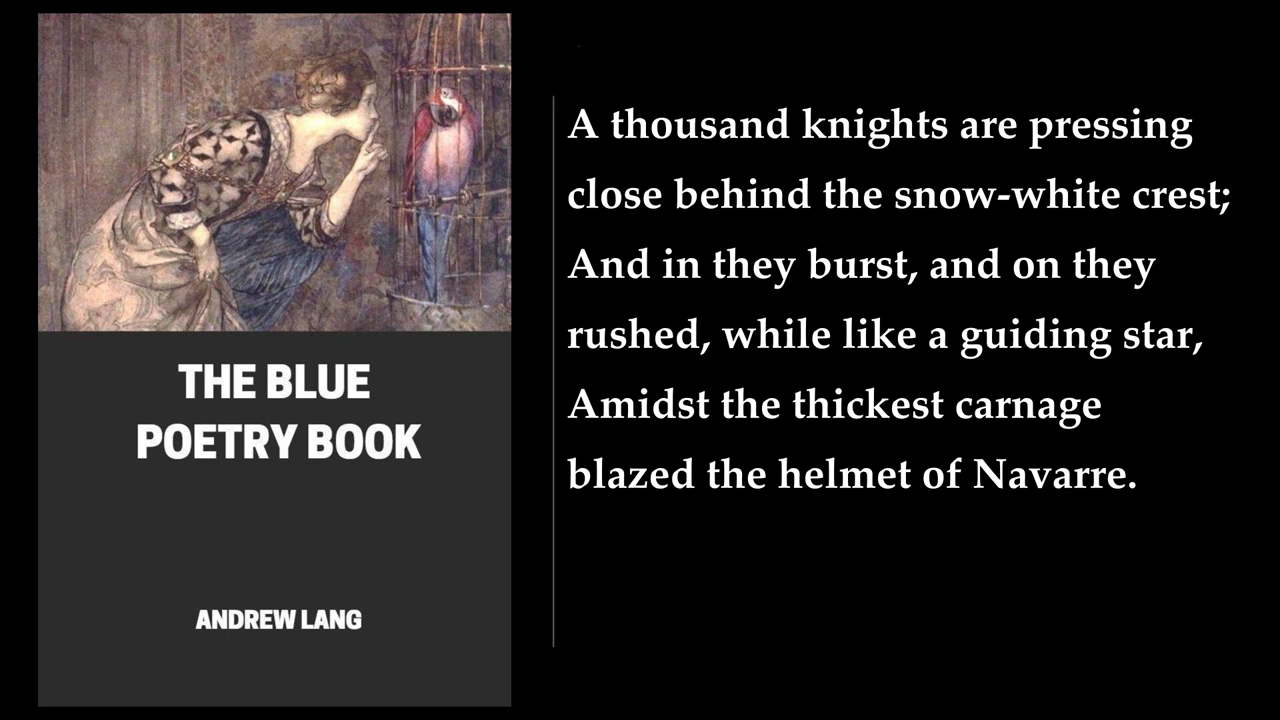 THE BLUE
POETRY BOOK
ANDREW LANG
A thousand knights are pressing
close behind the snow-white crest;
And in they burst, and on they
rushed, while like a guiding star,
Amidst the thickest carnage
blazed the helmet of Navarre.